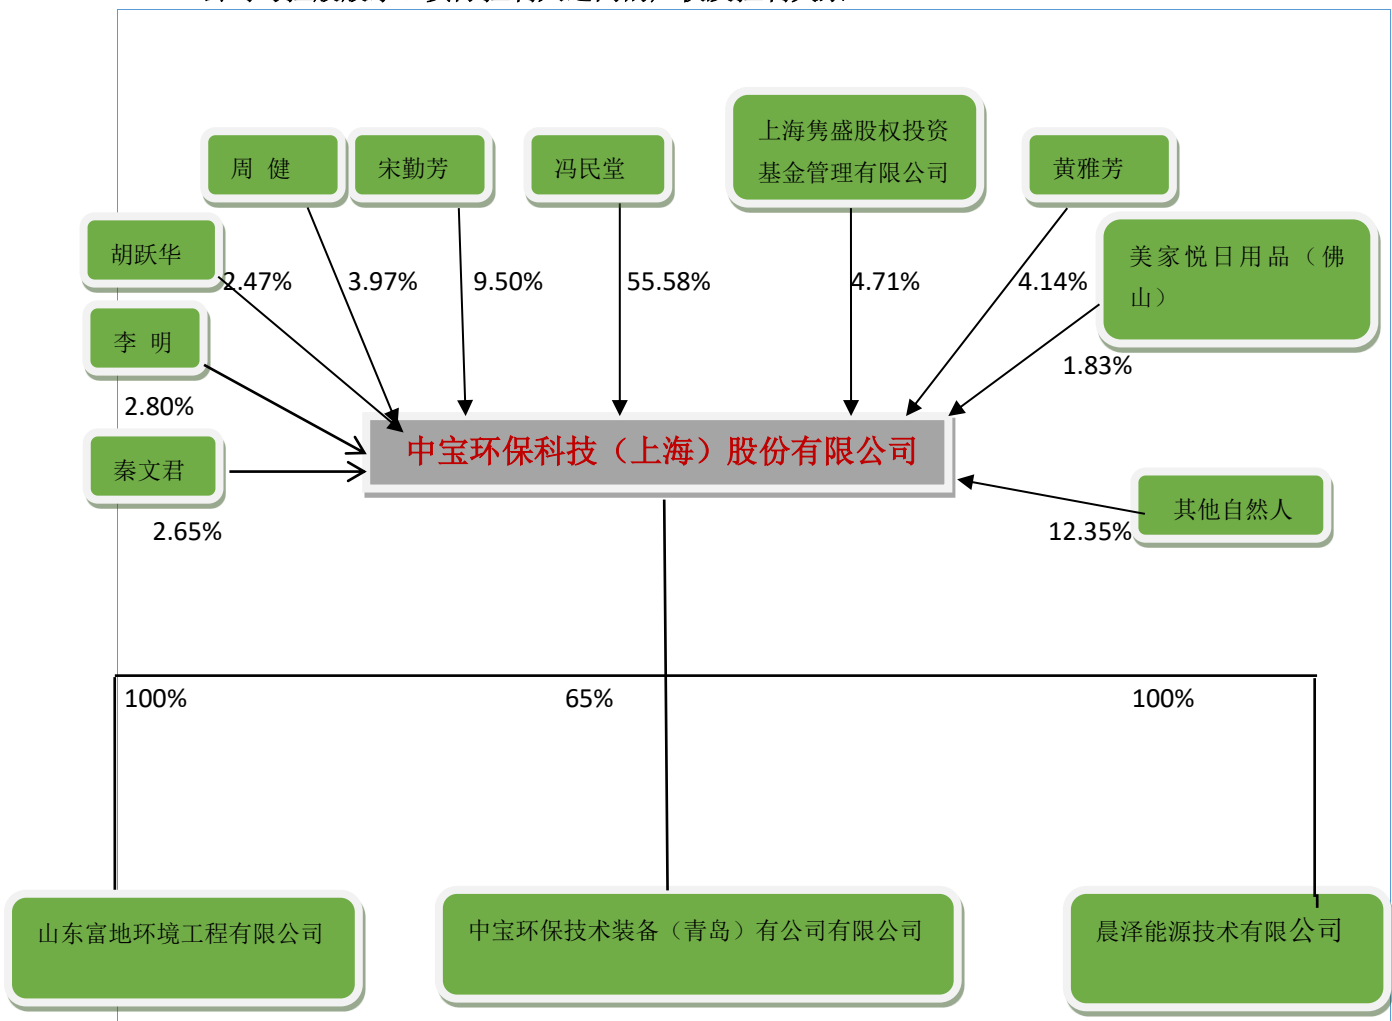 上海隽盛股权投资
基金管理有限公司
周 健
宋勤芳
冯民堂
黄雅芳
胡跃华
美家悦日用品（佛
山）
2.47%
3.97%
9.50%
55.58%
4.71%
4.14%
李 明
1.83%
2.80%
中宝环保科技（上海）股份有限公司
秦文君
其他自然人
2.65%
12.35%
100%
65%
100%
山东富地环境工程有限公司
中宝环保技术装备（青岛）有公司有限公司
晨泽能源技术有限公司